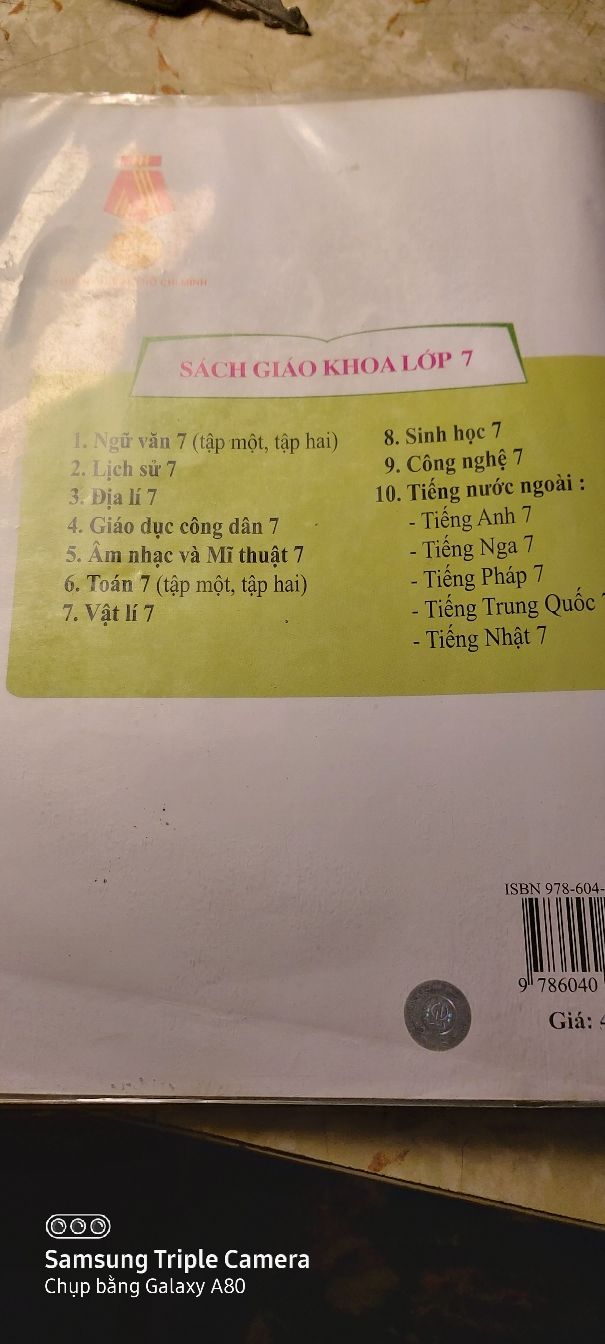 HỒ CHÍ MINH
SÁCH GIÁO KHOA LỚP 7
1. Ngữ văn 7 (tập một, tập hai)
2. Lịch sử 7
3. Địa lí 7
4. Giáo dục công dân 7
5. Âm nhạc và Mĩ thuật 7
6. Toán 7 (tập một, tập hai)
7. Vật lí 7
8. Sinh học 7
9. Công nghệ 7
10. Tiếng nước ngoài :
- Tiếng Anh 7
- Tiếng Nga 7
- Tiếng Pháp 7
- Tiếng Trung Quốc 7
- Tiếng Nhật 7
ISBN 978-604-
9 786040
Giá:
Samsung Triple Camera
Chụp bằng Galaxy A80